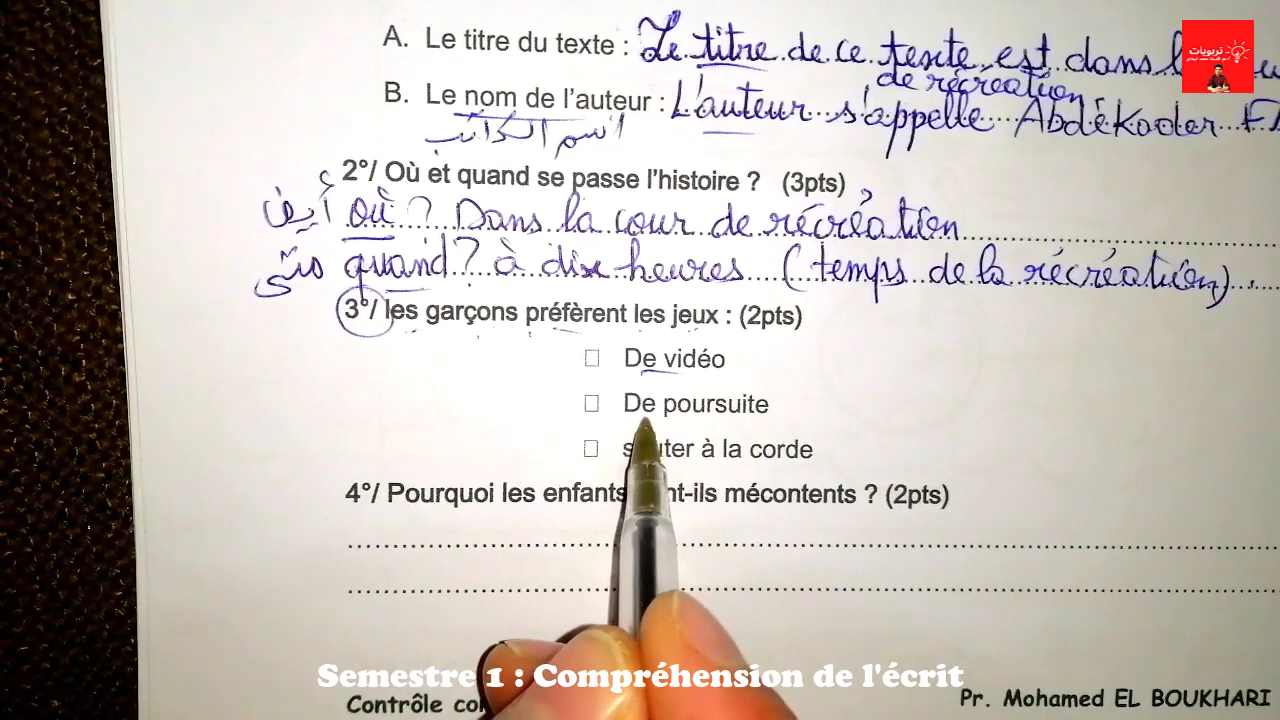 A. Le titre du texte : Le titre de ce texte est dans l
تربويات
de récréation
B. Le nom de l'auteur : L'auteur s'appelle Abdékader
اسم الكاتب
2°/ Où et quand se passe l'histoire ? (3pts)
أين où ? Dans la cour de récréation
متى quand ? à dix heures (temps de la récréation)
3°/ les garçons préfèrent les jeux : (2pts)
De vidéo
De poursuite
à la corde
4°/ Pourquoi les enfants nt-ils mécontents ? (2pts)
Semestre 1 : Compréhension de l'écrit
Contrôle
Pr. Mohamed EL BOUKHARI